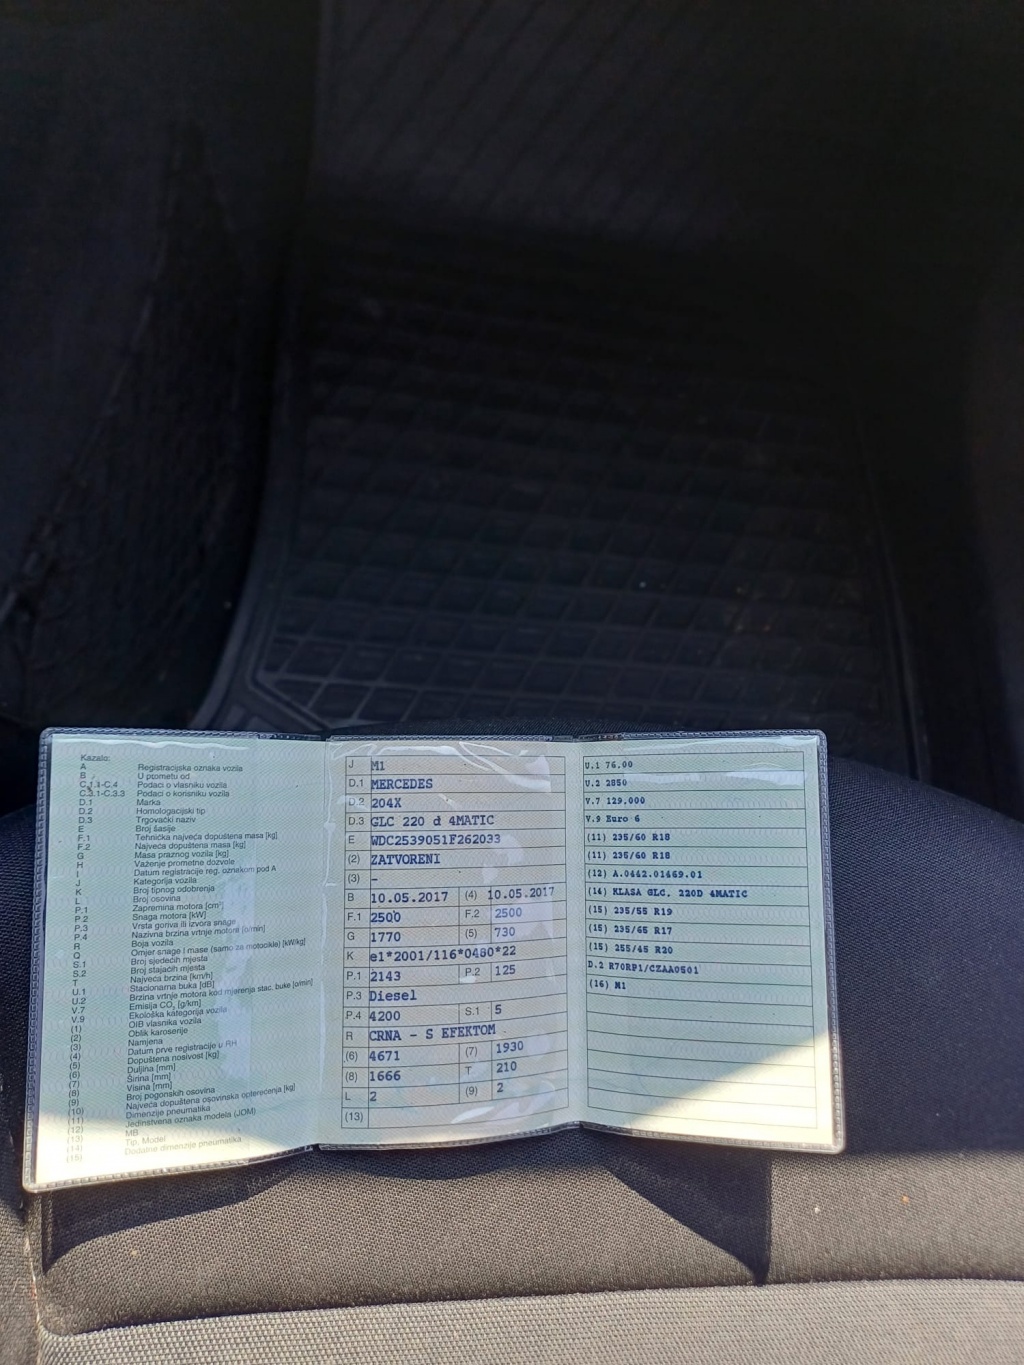 Kazalo:
A Registracijska oznaka vozila
B U prometu od
C.1.1-C.4 Podaci o vlasniku vozila
C.3.1-C.3.3 Podaci o korisniku vozila
D.1 Marka
D.2 Homologacijski tip
D.3 Trgovački naziv
E Broj šasije
F.1 Tehnička najveća dopuštena masa [kg]
F.2 Najveća dopuštena masa [kg]
G Masa praznog vozila [kg]
H Važenje prometne dozvole
I Datum registracije reg. oznakom pod A
J Kategorija vozila
K Broj tipnog odobrenja
L Broj osovina
P.1 Zapremina motora [cm³]
P.2 Snaga motora [kW]
P.3 Vrsta goriva ili izvora snage
P.4 Nazivna brzina vrtnje motora [o/min]
R Boja vozila
Q Omjer snage i mase (samo za motocikle) [kW/kg]
S.1 Broj sjedećih mjesta
S.2 Broj stajaćih mjesta
T Najveća brzina [km/h]
U.1 Stacionarna buka [dB]
U.2 Brzina vrtnje motora kod mjerenja stac. buke [o/min]
V.7 Emisija CO₂ [g/km]
V.9 Ekološka kategorija vozila
(1) OIB vlasnika vozila
(2) Oblik karoserije
(3) Namjena
(4) Datum prve registracije u RH
(5) Dopuštena nosivost [kg]
(6) Duljina [mm]
(7) Širina [mm]
(8) Visina [mm]
(9) Broj pogonskih osovina
(10) Najveća dopuštena osovinska opterećenja [kg]
(11) Dimenzije pneumatika
(12) Jedinstvena oznaka modela (JOM)
(13) MB
(14) Tip, Model
(15) Dodatne dimenzije pneumatika
J M1
D.1 MERCEDES
D.2 204X
D.3 GLC 220 d 4MATIC
E WDC2539051F262033
(2) ZATVORENI
(3) -
B 10.05.2017 (4) 10.05.2017
F.1 2500 F.2 2500
G 1770 (5) 730
K e1*2001/116*0480*22
P.1 2143 P.2 125
P.3 Diesel
P.4 4200 S.1 5
R CRNA - S EFEKTOM
(6) 4671 (7) 1930
(8) 1666 T 210
L 2 (9) 2
(13)
U.1 76.00
U.2 2850
V.7 129.000
V.9 Euro 6
(11) 235/60 R18
(11) 235/60 R18
(12) A.0442.01469.01
(14) KLASA GLC, 220D 4MATIC
(15) 235/55 R19
(15) 235/65 R17
(15) 255/45 R20
D.2 R70RP1/CZAA0501
(16) M1